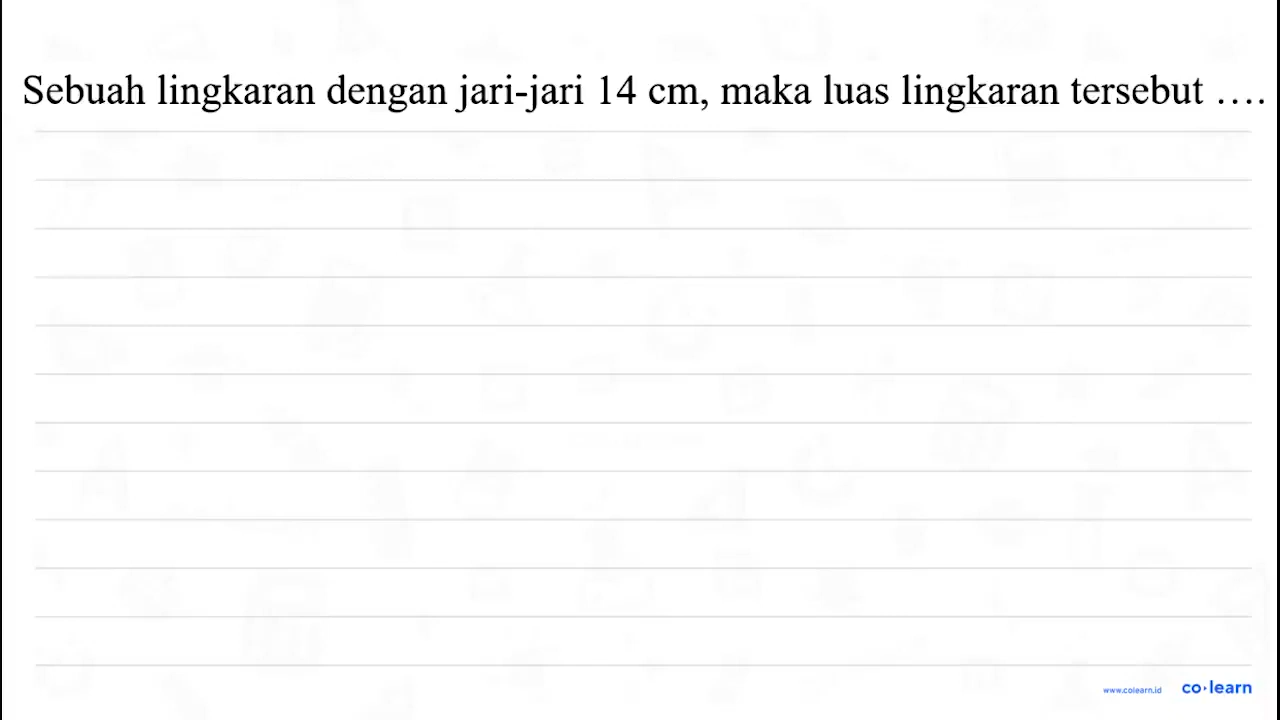 Sebuah lingkaran dengan jari-jari 14 cm, maka luas lingkaran tersebut ....
www.colearn.id co·learn